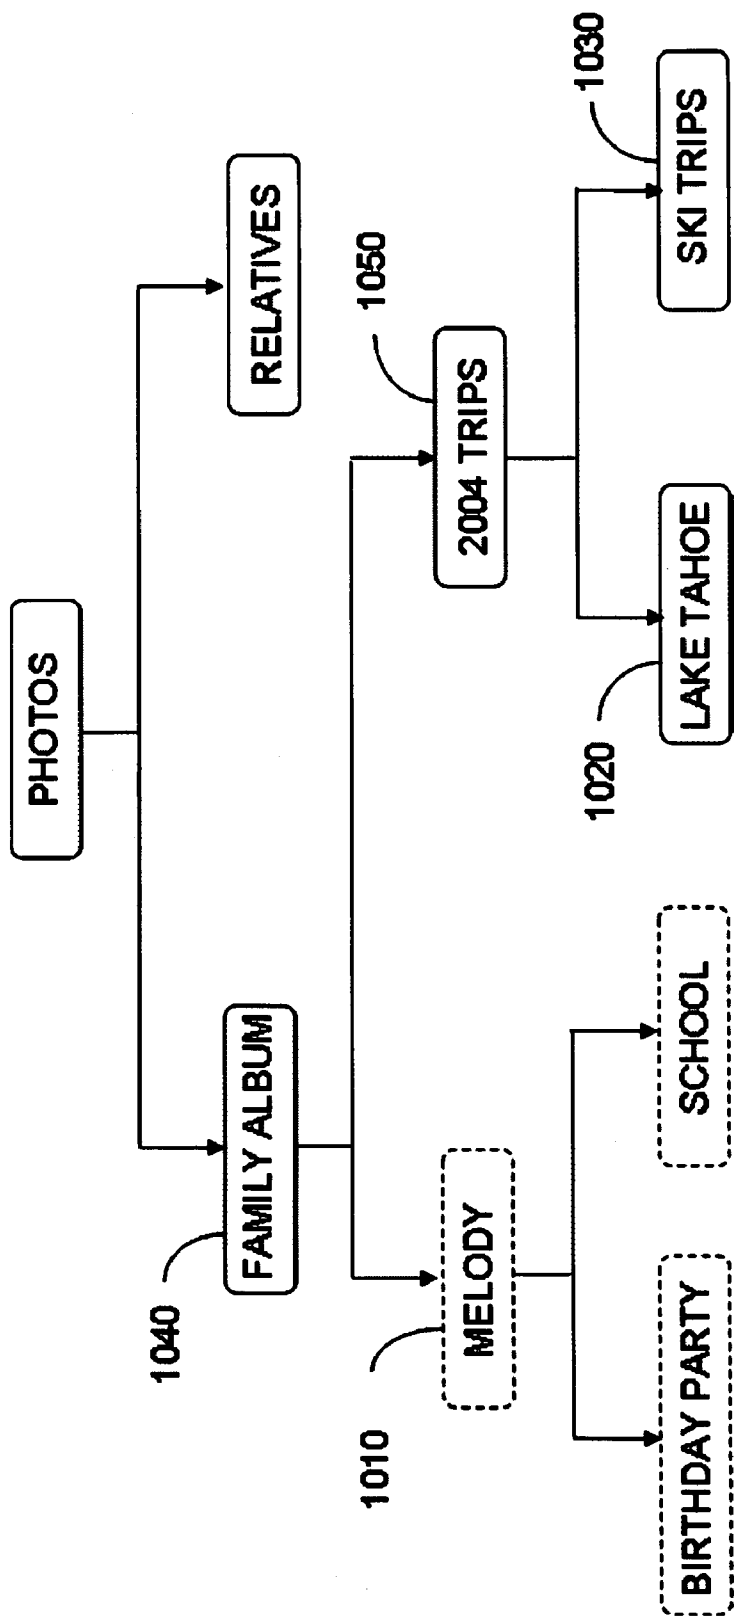 PHOTOS
RELATIVES
FAMILY ALBUM
1040
1050
2004 TRIPS
MELODY
1010
1030
SKI TRIPS
LAKE TAHOE
1020
SCHOOL
BIRTHDAY PARTY